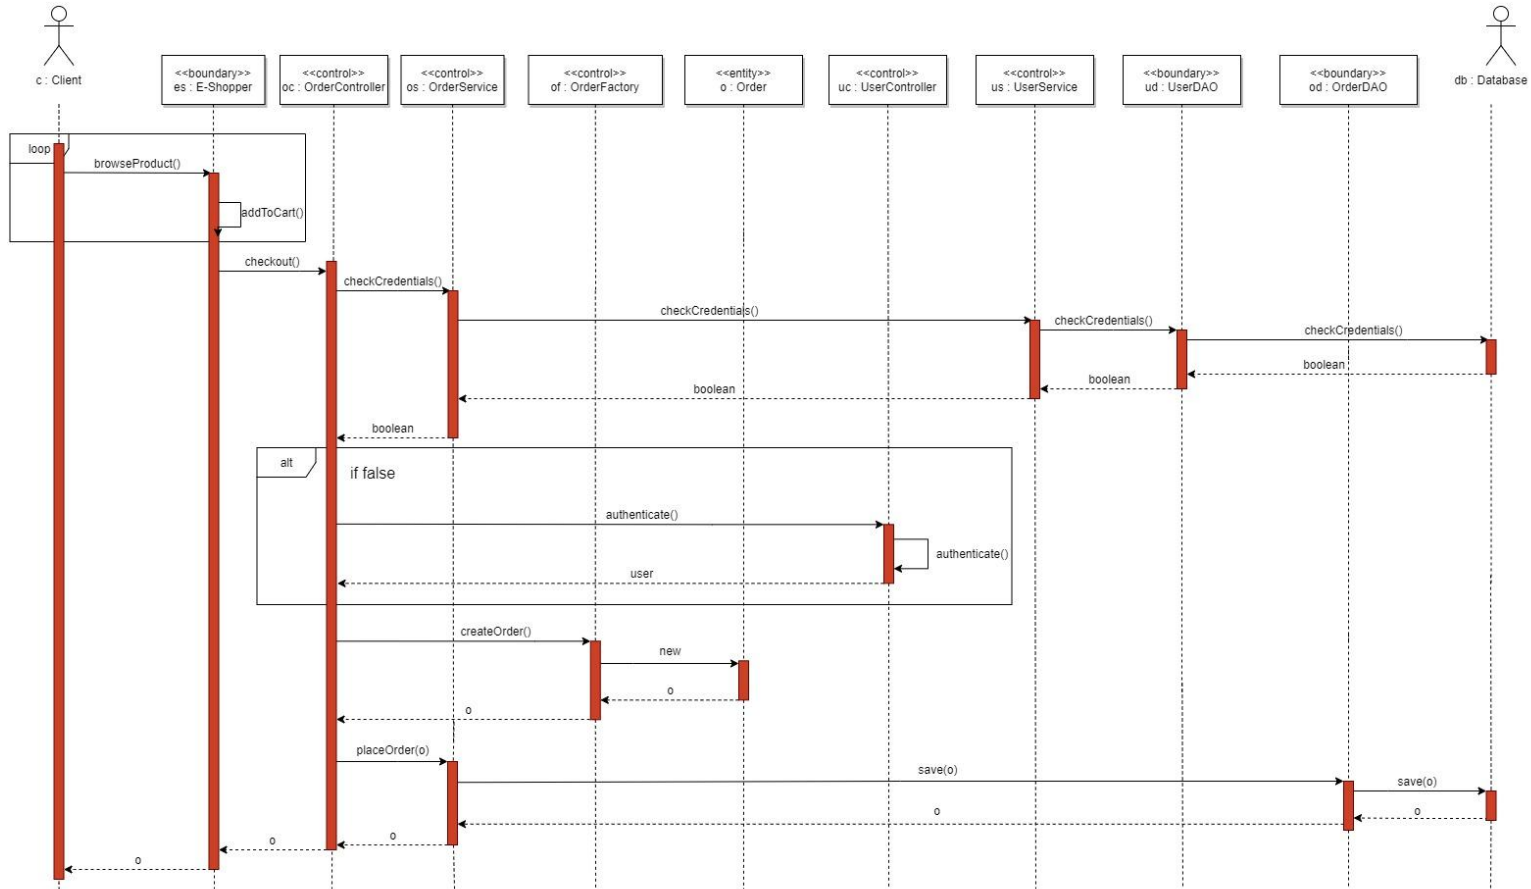 c : Client
<<boundary>>
es : E-Shopper
<<control>>
oc : OrderController
<<control>>
os : OrderService
<<control>>
of : OrderFactory
<<entity>>
o : Order
<<control>>
uc : UserController
<<control>>
us : UserService
<<boundary>>
ud : UserDAO
<<boundary>>
od : OrderDAO
db : Database
loop
browseProduct()
addToCart()
checkout()
checkCredentials()
checkCredentials()
checkCredentials()
checkCredentials()
boolean
boolean
boolean
boolean
alt
if false
authenticate()
authenticate()
user
createOrder()
new
o
o
placeOrder(o)
save(o)
save(o)
o
o
o
o
o